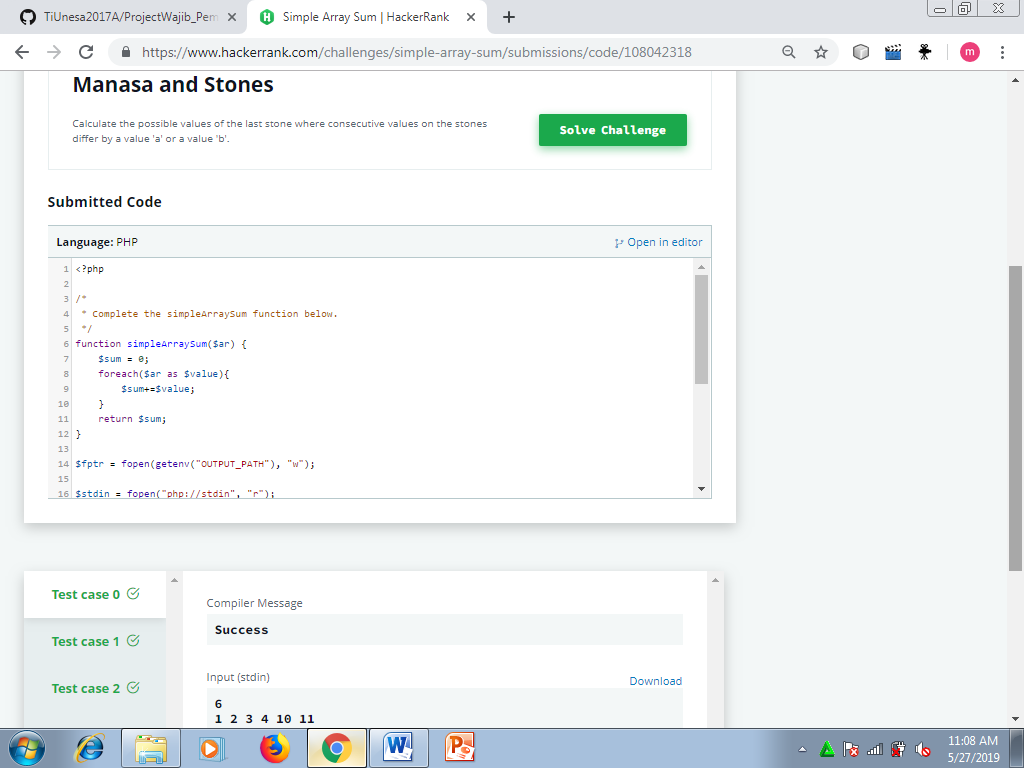 TiUnesa2017A/ProjectWajib_Pem
Simple Array Sum | HackerRank
https://www.hackerrank.com/challenges/simple-array-sum/submissions/code/108042318
m
Manasa and Stones
Calculate the possible values of the last stone where consecutive values on the stones
differ by a value 'a' or a value 'b'.
Solve Challenge
Submitted Code
Language: PHP
Open in editor
1 <?php
2
3 /*
4  * Complete the simpleArraySum function below.
5  */
6 function simpleArraySum($ar) {
7     $sum = 0;
8     foreach($ar as $value){
9         $sum+=$value;
10     }
11     return $sum;
12 }
13
14 $fptr = fopen(getenv("OUTPUT_PATH"), "w");
15
16 $stdin = fopen("php://stdin", "r");
Test case 0
Test case 1
Test case 2
Compiler Message
Success
Input (stdin)
Download
6
1 2 3 4 10 11
11:08 AM
5/27/2019